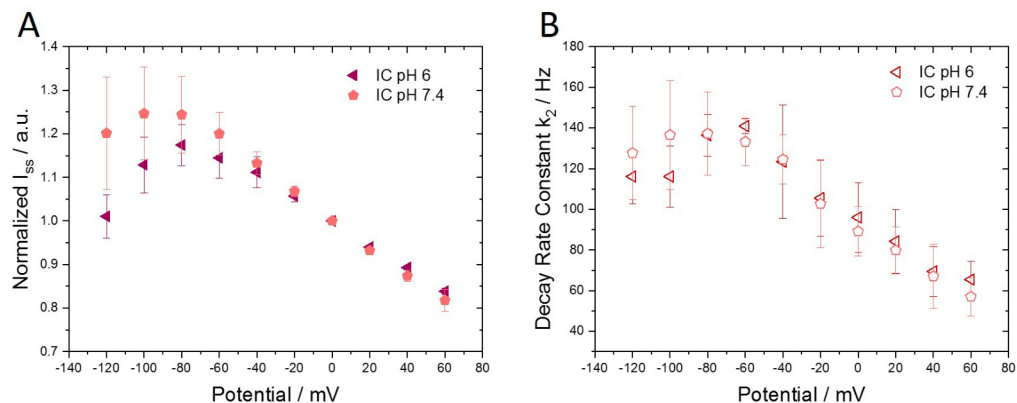 A
Normalized I_ss / a.u.
1.4
1.3
1.2
1.1
1.0
0.9
0.8
0.7
IC pH 6
IC pH 7.4
-140 -120 -100 -80 -60 -40 -20 0 20 40 60 80
Potential / mV
B
Decay Rate Constant k_2 / Hz
180
160
140
120
100
80
60
40
IC pH 6
IC pH 7.4
-140 -120 -100 -80 -60 -40 -20 0 20 40 60 80
Potential / mV